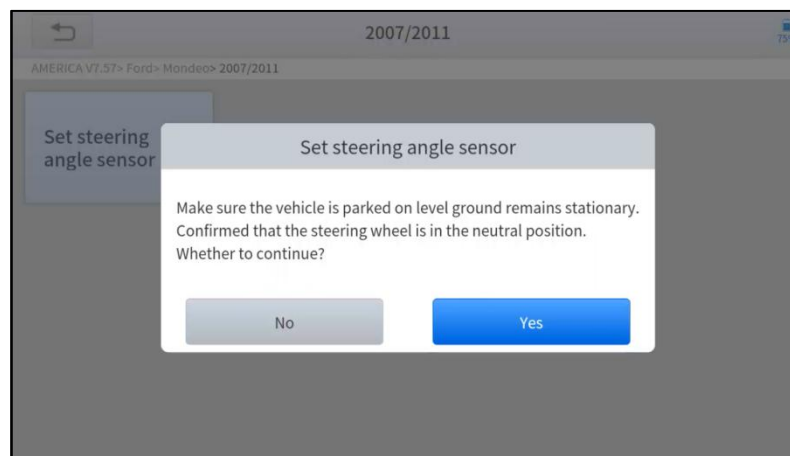 2007/2011
AMERICA V7.57> Ford> Mondeo> 2007/2011
Set steering
angle sensor
Set steering angle sensor
Make sure the vehicle is parked on level ground remains stationary.
Confirmed that the steering wheel is in the neutral position.
Whether to continue?
No
Yes